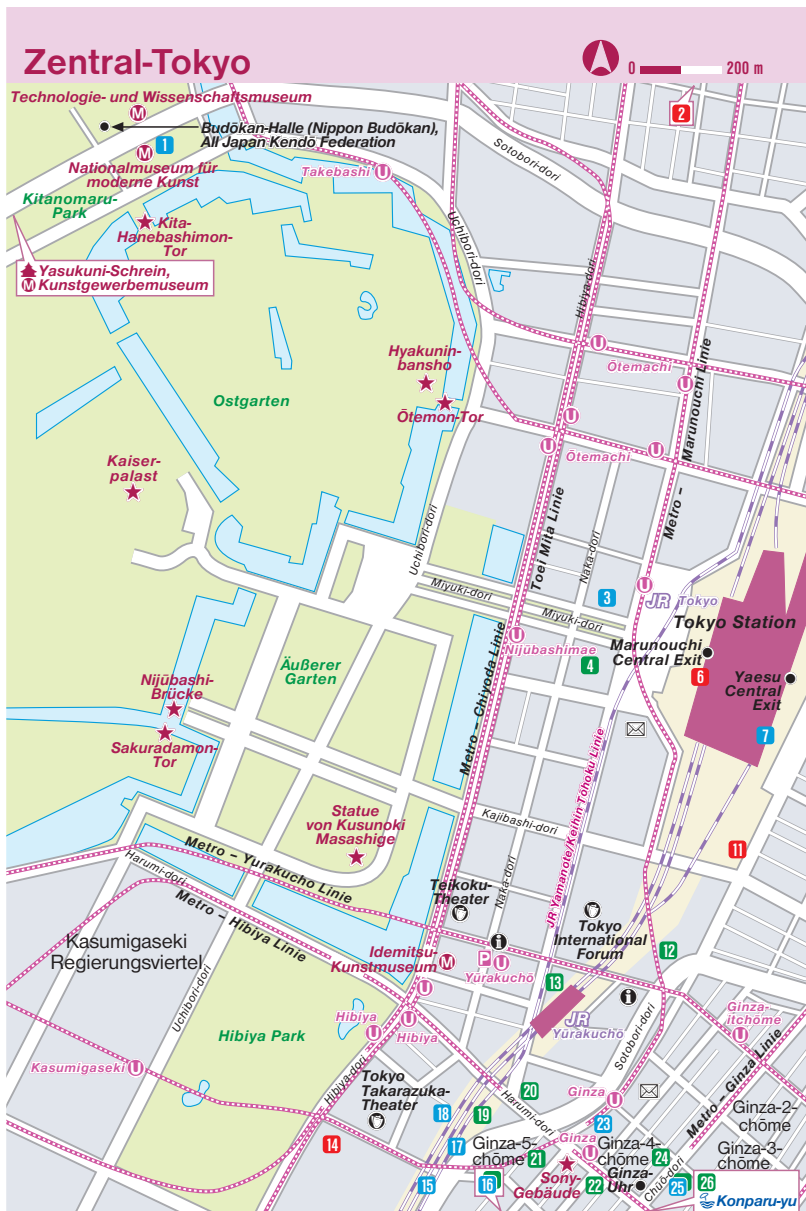 Zentral-Tokyo
0
200 m
Technologie- und Wissenschaftsmuseum
M
Budōkan-Halle (Nippon Budōkan),
All Japan Kendō Federation
2
M
1
Nationalmuseum für
moderne Kunst
Kitanomaru-
Park
Takebashi
U
Sotobori-dori
Uchibori-dori
Kita-
Hanebashimon-
Tor
Yasukuni-Schrein,
M
Kunstgewerbemuseum
Hibiya-dori
Metro – Marunouchi Linie
U
Ōtemachi
U
Hyakunin-
bansho
Ōtemon-Tor
Ostgarten
U
U
Ōtemachi
U
Kaiser-
palast
Uchibori-dori
Toei Mita Linie
Naka-dori
Miyuki-dori
Miyuki-dori
3
U
JR Tokyo
Tokyo Station
U
Nijūbashimae
4
Marunouchi
Central Exit
6
Yaesu
Central
Exit
7
Äußerer
Garten
Nijūbashi-
Brücke
Sakuradamon-
Tor
Metro – Chiyoda Linie
JR Yamanote/Keihin Tōhoku Linie
Kajibashi-dori
11
Statue
von Kusunoki
Masashige
Metro – Yurakucho Linie
Harumi-dori
Metro – Hibiya Linie
Teikoku-
Theater
Naka-dori
Tokyo
International
Forum
12
Kasumigaseki
Regierungsviertel
Idemitsu-
Kunstmuseum
M
i
P
U
Yūrakuchō
13
i
JR
Yūrakuchō
Sotobori-dori
Uchibori-dori
U
Hibiya
U
U
Hibiya
Hibiya Park
Kasumigaseki
U
Hibiya-dori
Ginza-
itchōme
U
Metro – Ginza Linie
Tokyo
Takarazuka-
Theater
14
18
17
15
19
20
Harumi-dori
Ginza
U
23
Ginza-2-
chōme
Ginza-3-
chōme
Ginza-5-
chōme
21
16
Ginza
U
Ginza-4-
chōme
24
Sony-
Gebäude
22
Ginza-
Uhr
Chūō-dori
25
26
Konparu-yu